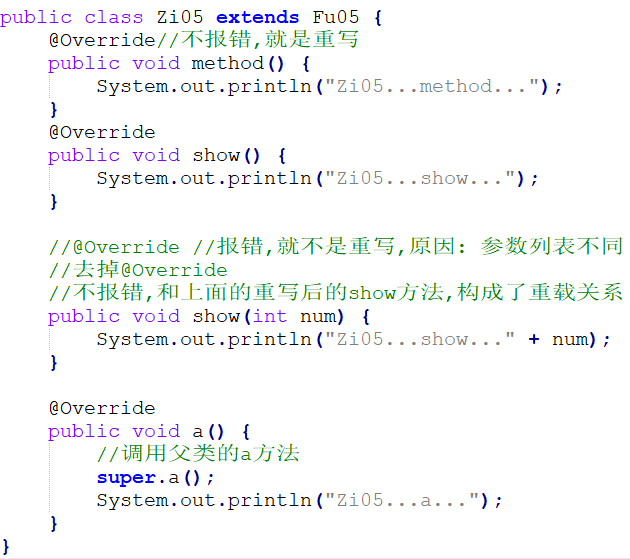 public class Zi05 extends Fu05 {
    @Override//不报错,就是重写
    public void method() {
        System.out.println("Zi05...method...");
    }
    @Override
    public void show() {
        System.out.println("Zi05...show...");
    }

    //@Override //报错,就不是重写,原因: 参数列表不同
    //去掉@Override
    //不报错,和上面的重写后的show方法,构成了重载关系
    public void show(int num) {
        System.out.println("Zi05...show..." + num);
    }

    @Override
    public void a() {
        //调用父类的a方法
        super.a();
        System.out.println("Zi05...a...");
    }
}